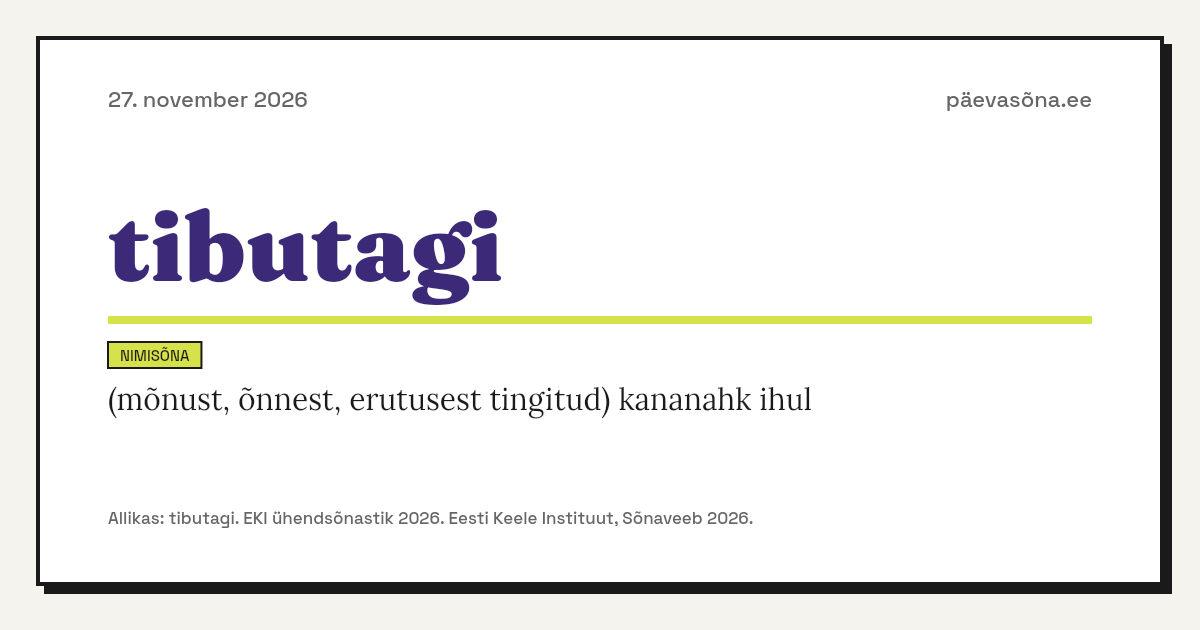 27. november 2026
päevasõna.ee
tibutagi
NIMISÕNA
(mõnust, õnnest, erutusest tingitud) kananahk ihul
Allikas: tibutagi. EKI ühendsõnastik 2026. Eesti Keele Instituut, Sõnaveeb 2026.